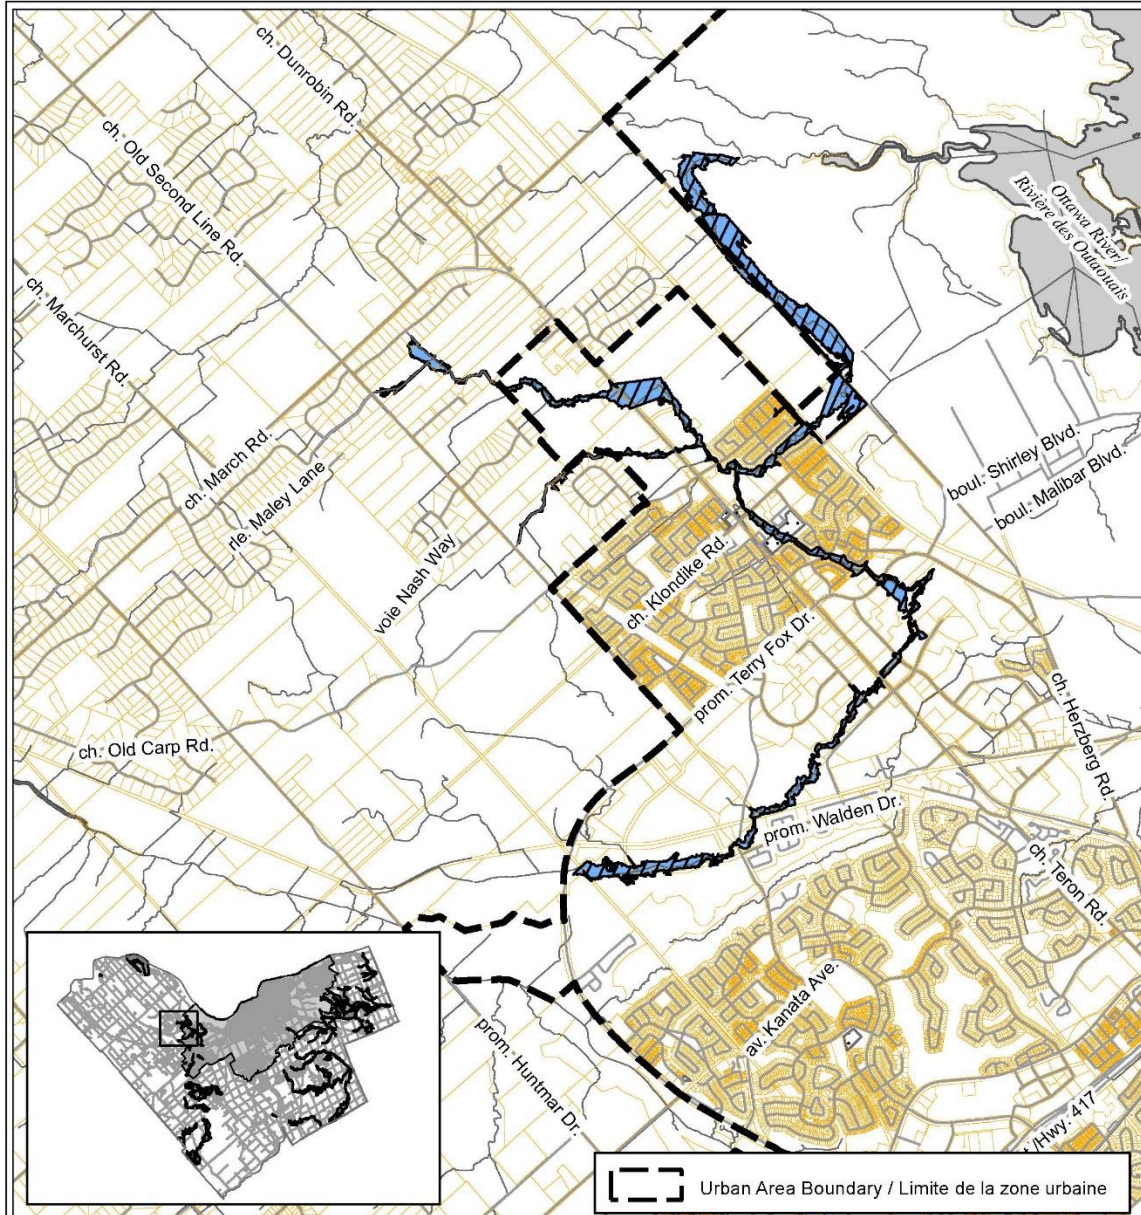 ch. Dunrobin Rd.
ch. Old Second Line Rd.
ch. Marchurst Rd.
Ottawa River/
Rivière des Outaouais
ch. March Rd.
rle. Maley Lane
voie Nash Way
ch. Klondike Rd.
boul. Shirley Blvd.
boul. Malibar Blvd.
prom. Terry Fox Dr.
ch. Old Carp Rd.
ch. Herzberg Rd.
prom. Walden Dr.
ch. Teron Rd.
av. Kanata Ave.
prom. Huntmar Dr.
/Hwy. 417
Urban Area Boundary / Limite de la zone urbaine